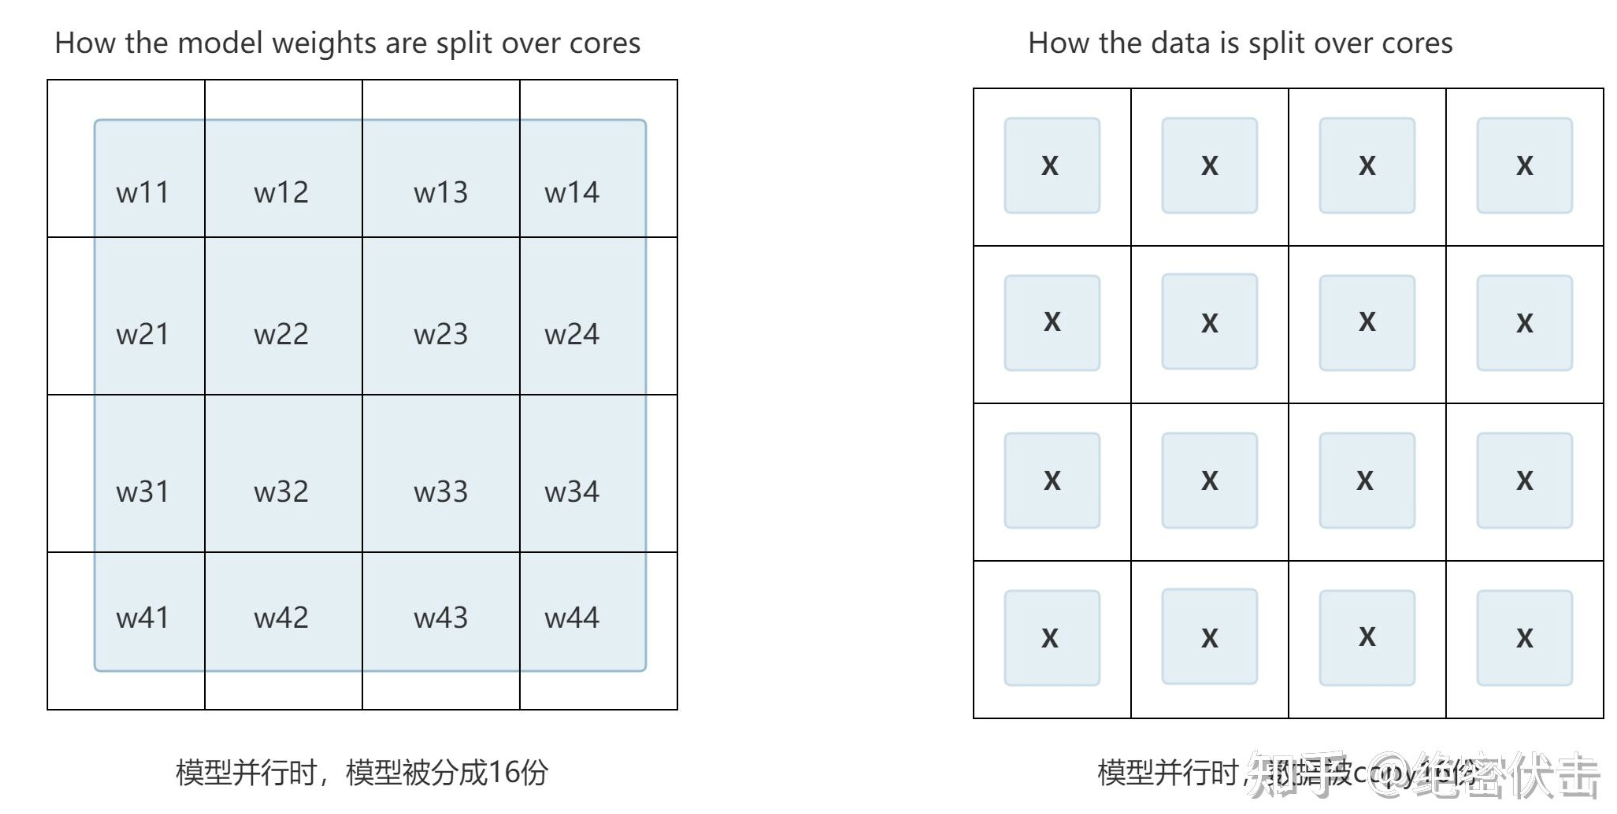 How the model weights are split over cores
How the data is split over cores
w11 w12 w13 w14
w21 w22 w23 w24
w31 w32 w33 w34
w41 w42 w43 w44
X X X X
X X X X
X X X X
X X X X
模型并行时，模型被分成16份
模型并行时，数据被copy16份
知乎 @绝密伏击